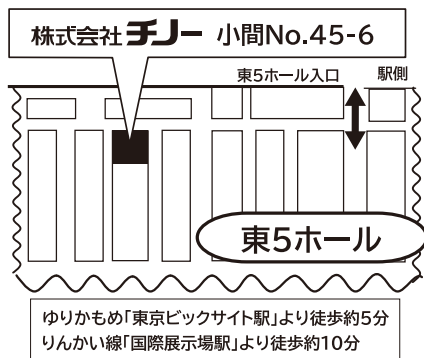 株式会社チノー 小間No.45-6
東5ホール入口 駅側
東5ホール
ゆりかもめ「東京ビックサイト駅」より徒歩約5分
りんかい線「国際展示場駅」より徒歩約10分